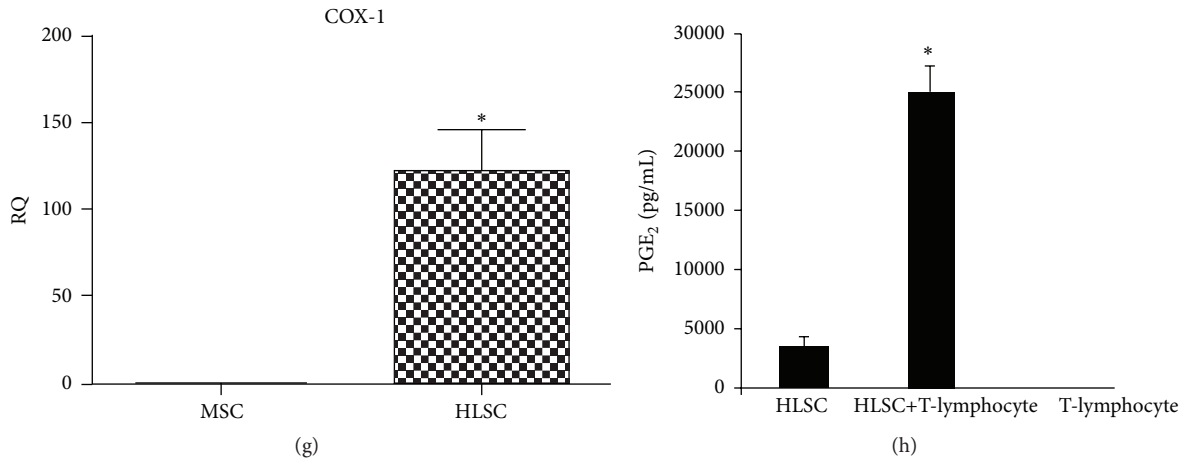 COX-1
200
150
100
50
0
RQ
*
MSC
HLSC
(g)
30000
25000
20000
15000
10000
5000
0
PGE₂ (pg/mL)
*
HLSC
HLSC+T-lymphocyte
T-lymphocyte
(h)